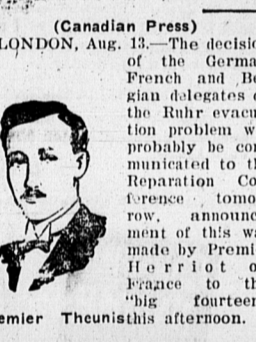 (Canadian Press)
LONDON, Aug. 13.—The decisio
of the Germa
French and Be
gian delegates o
the Ruhr evacu
tion problem w
probably be com
municated to th
Reparation Co
ference tomo
row, announc
ment of this wa
made by Premi
Herriot o
France to th
"big fourteen
emier Theunis this afternoon.